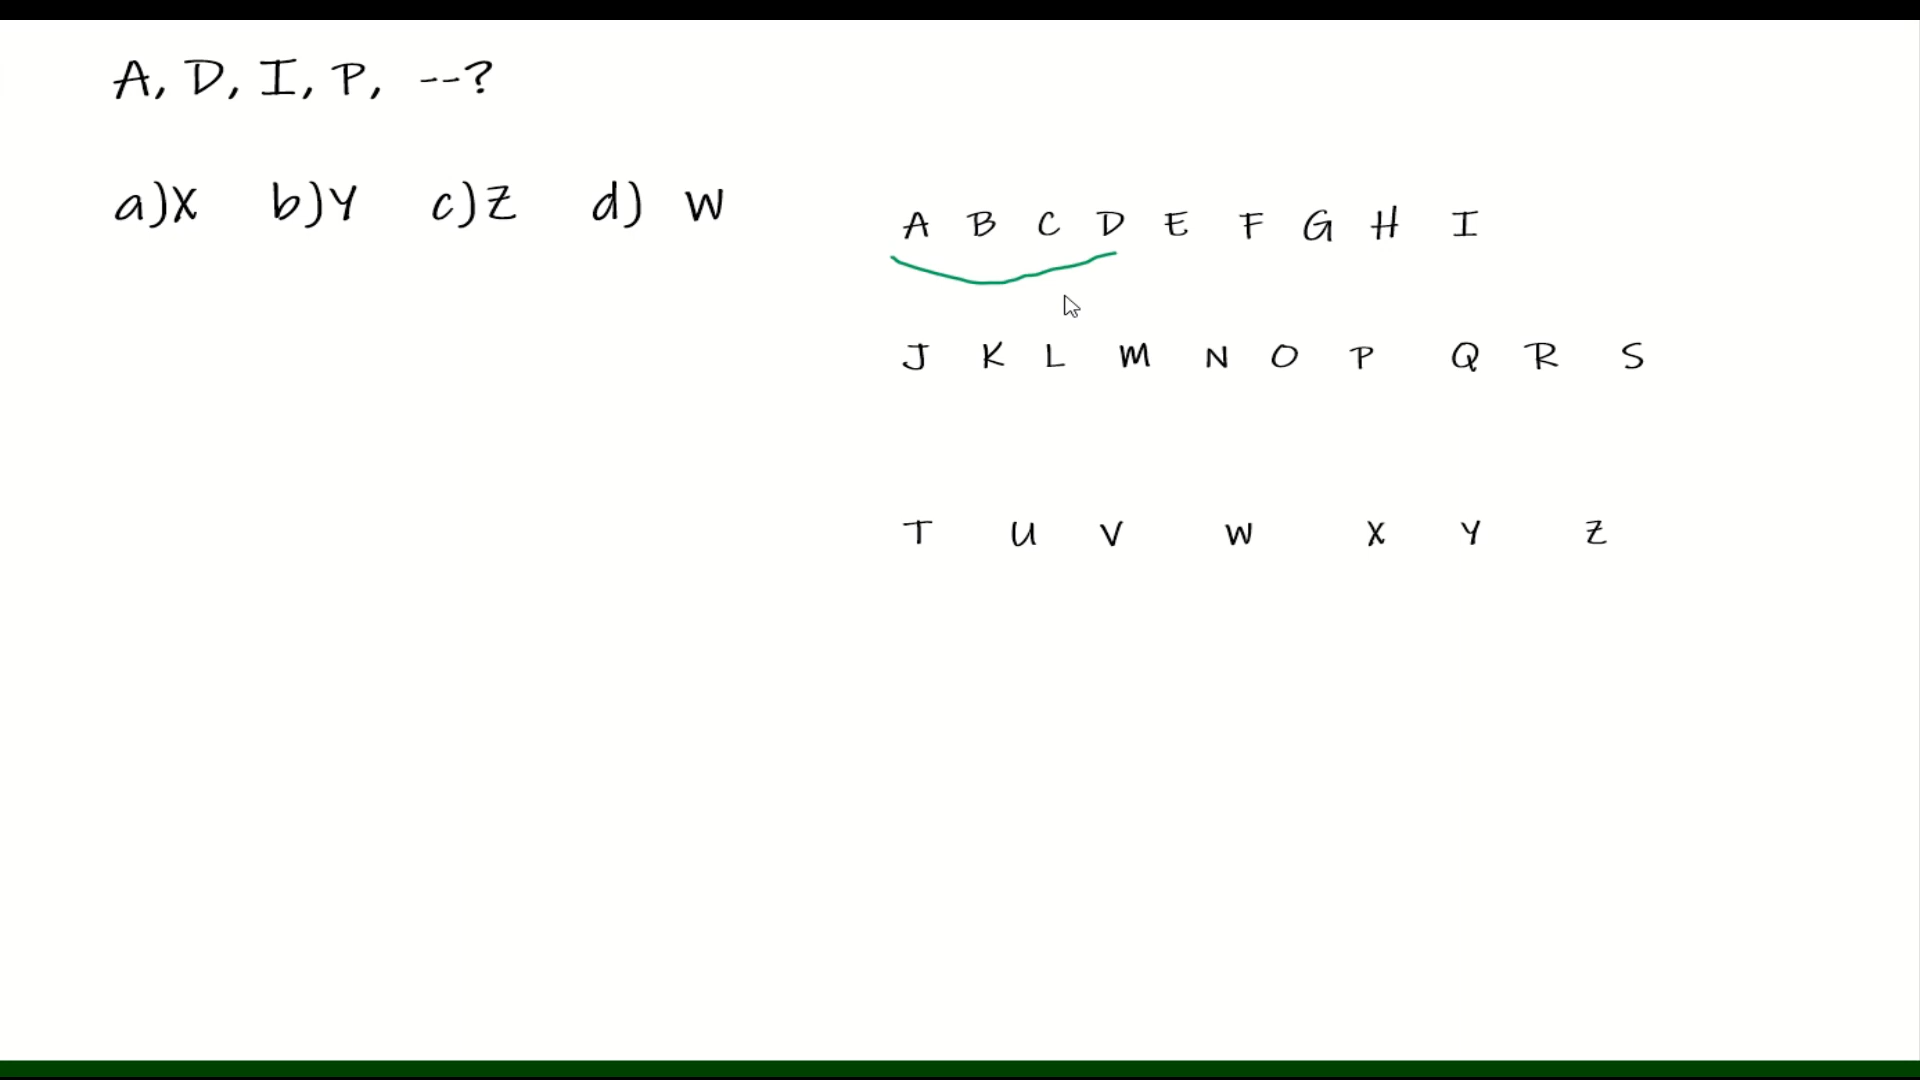 A, D, I, P, --?
a)X b)Y c)Z d) W
A B C D E F G H I
J K L M N O P Q R S
T U V W X Y Z